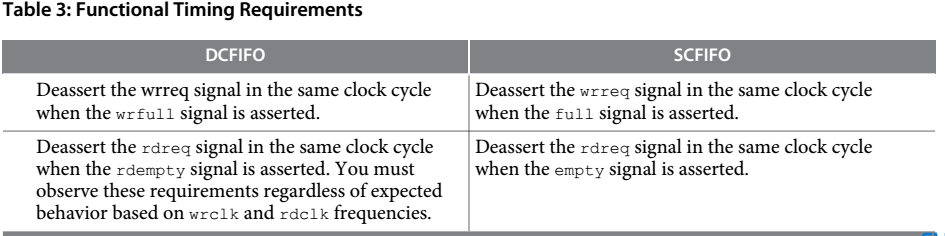 Table 3: Functional Timing Requirements
DCFIFO
SCFIFO
Deassert the wrreq signal in the same clock cycle
when the wrfull signal is asserted.
Deassert the wrreq signal in the same clock cycle
when the full signal is asserted.
Deassert the rdreq signal in the same clock cycle
when the rdempty signal is asserted. You must
observe these requirements regardless of expected
behavior based on wrclk and rdclk frequencies.
Deassert the rdreq signal in the same clock cycle
when the empty signal is asserted.